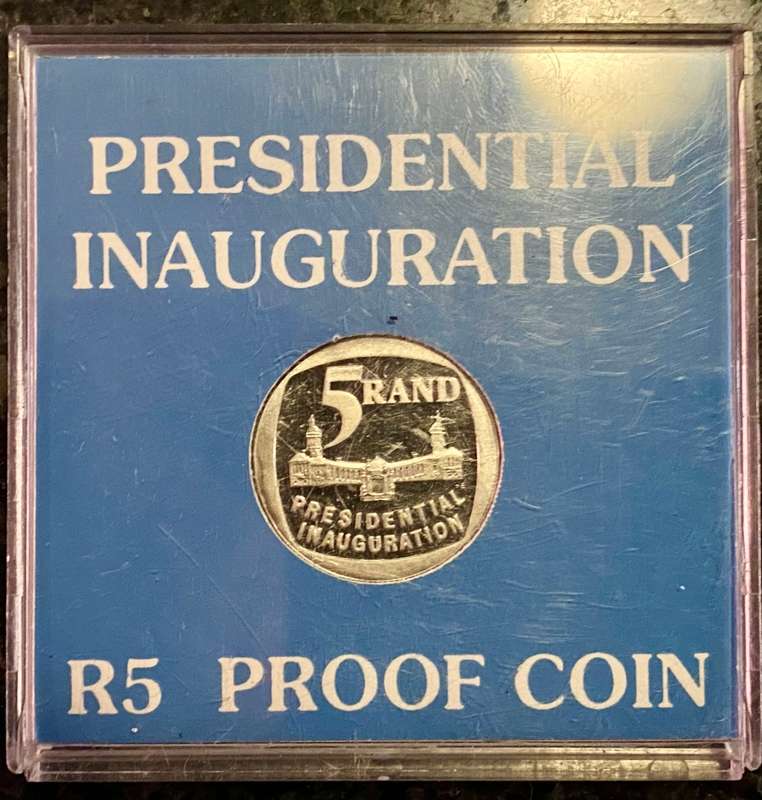 PRESIDENTIAL
INAUGURATION
5 RAND
PRESIDENTIAL
INAUGURATION
R5 PROOF COIN